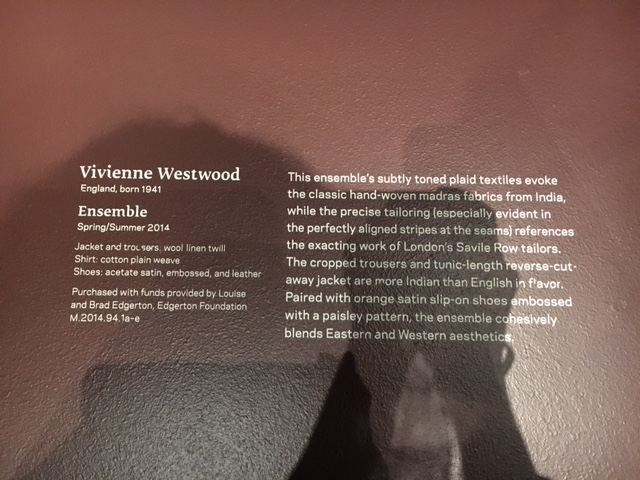 Vivienne Westwood
England, born 1941
Ensemble
Spring/Summer 2014
Jacket and trousers: wool linen twill
Shirt: cotton plain weave
Shoes: acetate satin, embossed, and leather
Purchased with funds provided by Louise
and Brad Edgerton, Edgerton Foundation
M.2014.94.1a-e
This ensemble's subtly toned plaid textiles evoke
the classic hand-woven madras fabrics from India,
while the precise tailoring (especially evident in
the perfectly aligned stripes at the seams) references
the exacting work of London's Savile Row tailors.
The cropped trousers and tunic-length reverse-cut-
away jacket are more Indian than English in flavor.
Paired with orange satin slip-on shoes embossed
with a paisley pattern, the ensemble cohesively
blends Eastern and Western aesthetics.